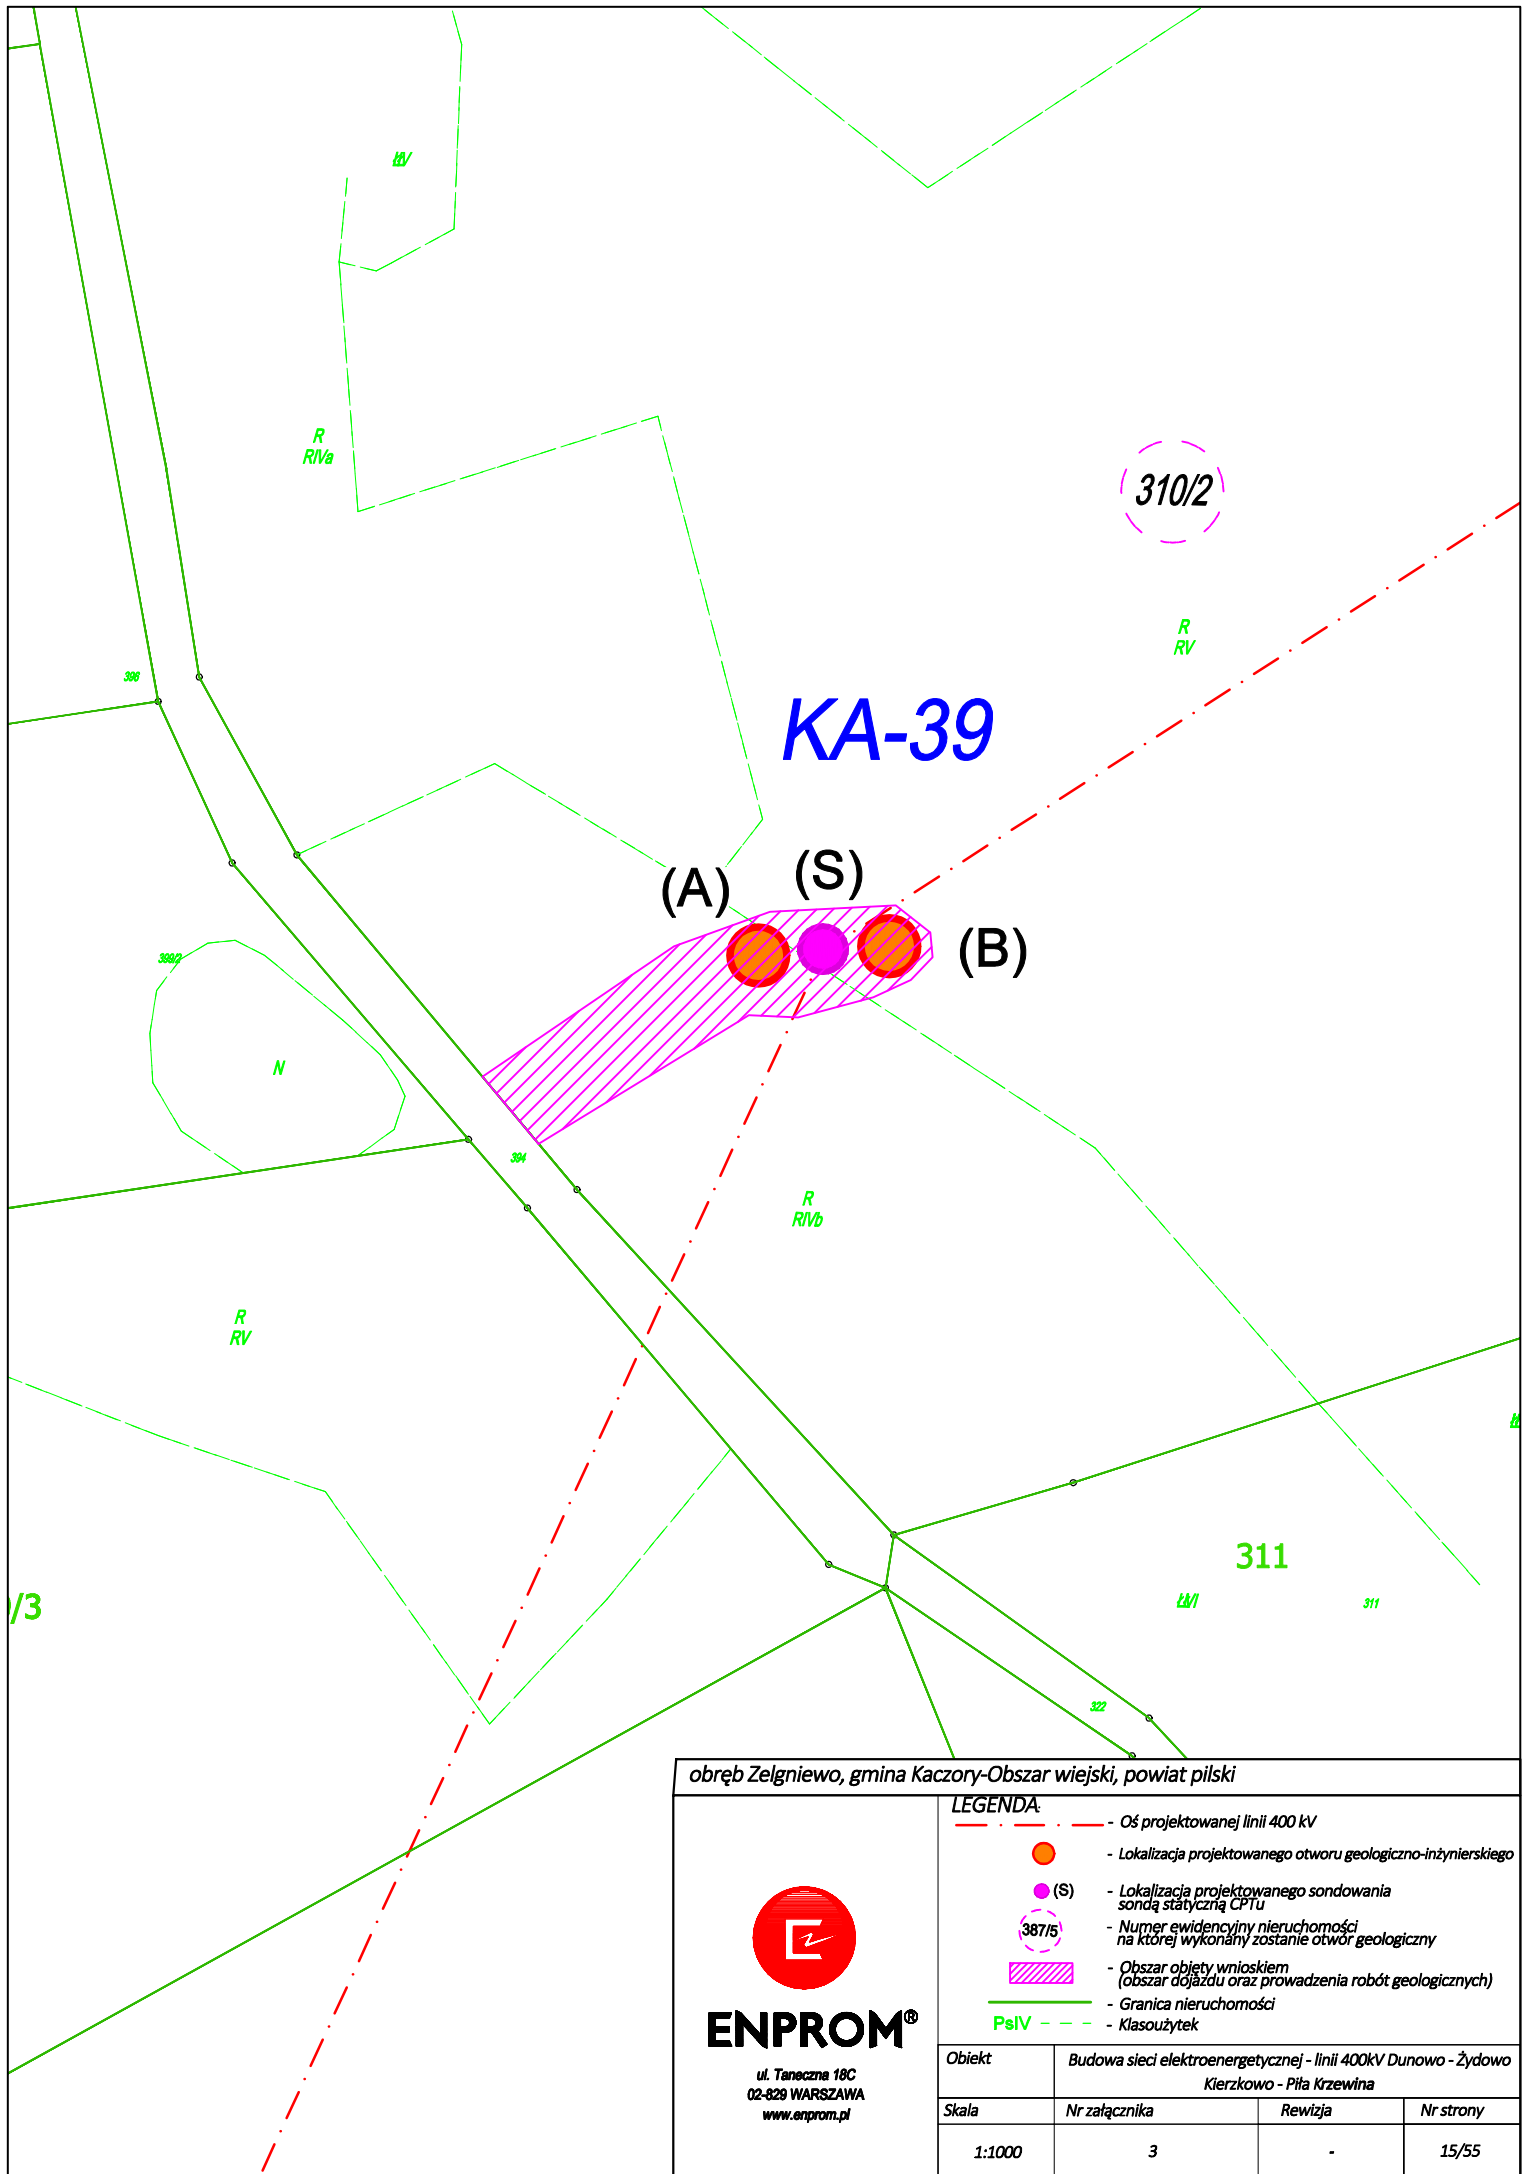 R
RIVa
310/2
R
RV
396
KA-39
(A)
(S)
(B)
399/2
N
394
R
RIVb
R
RV
/3
311
ŁVI
311
322
obręb Zelgniewo, gmina Kaczory-Obszar wiejski, powiat pilski
LEGENDA:
- Oś projektowanej linii 400 kV
- Lokalizacja projektowanego otworu geologiczno-inżynierskiego
(S) - Lokalizacja projektowanego sondowania
sondą statyczną CPTu
387/5 - Numer ewidencyjny nieruchomości
na której wykonany zostanie otwór geologiczny
- Obszar objęty wnioskiem
(obszar dojazdu oraz prowadzenia robót geologicznych)
- Granica nieruchomości
PsIV - Klasoużytek
ENPROM®
ul. Taneczna 18C
02-829 WARSZAWA
www.enprom.pl
Obiekt
Budowa sieci elektroenergetycznej - linii 400kV Dunowo - Żydowo
Kierzkowo - Piła Krzewina
Skala Nr załącznika Rewizja Nr strony
1:1000 3 - 15/55